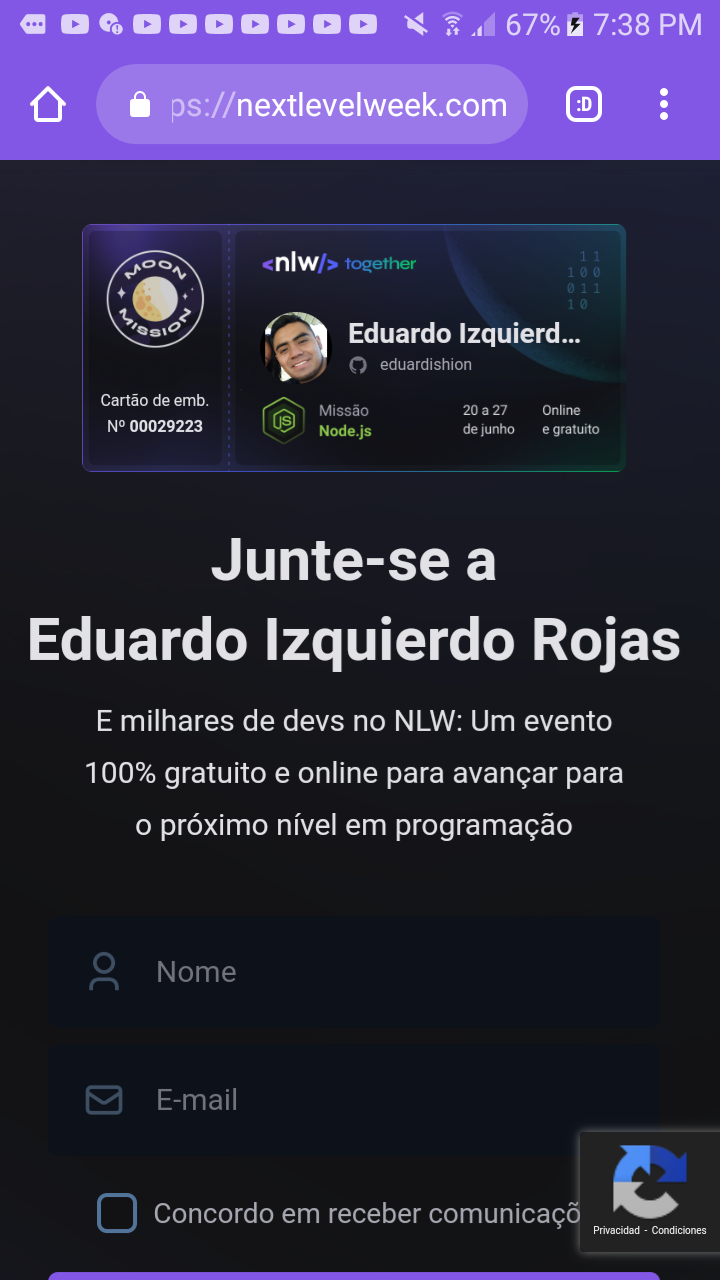 67% 7:38 PM
ps://nextlevelweek.com
:D
MOON
MISSION
Cartão de emb.
Nº 00029223
<nlw/> together
1 1
1 0 0
0 1 1
1 0
Eduardo Izquierd...
eduardishion
JS
Missão
Node.js
20 a 27
de junho
Online
e gratuito
Junte-se a
Eduardo Izquierdo Rojas
E milhares de devs no NLW: Um evento
100% gratuito e online para avançar para
o próximo nível em programação
Nome
E-mail
Concordo em receber comunicaçõ
Privacidad - Condiciones